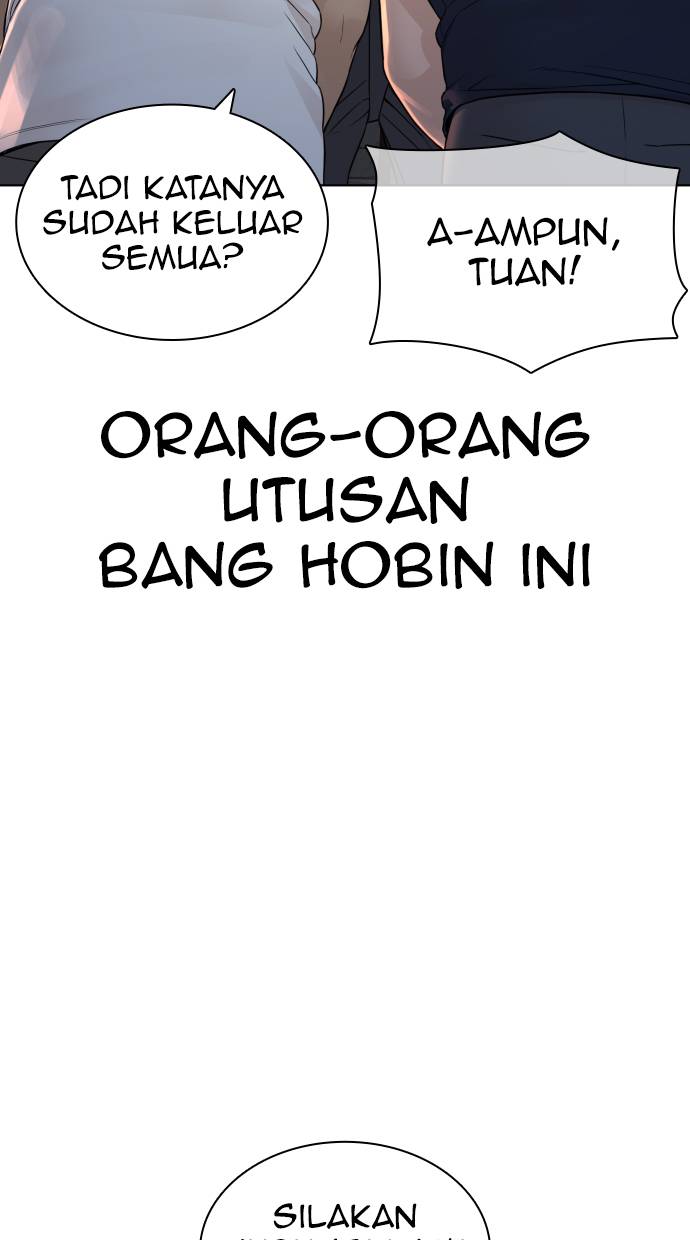 TADI KATANYA
SUDAH KELUAR
SEMUA?
A-AMPUN,
TUAN!
ORANG-ORANG
UTUSAN
BANG HOBIN INI
SILAKAN